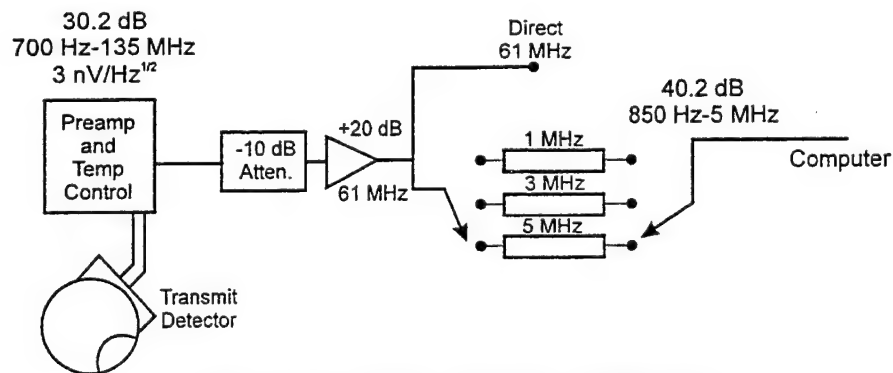 30.2 dB
700 Hz-135 MHz
3 nV/Hz1/2
Preamp
and
Temp
Control
-10 dB
Atten.
+20 dB
61 MHz
Direct
61 MHz
1 MHz
3 MHz
5 MHz
40.2 dB
850 Hz-5 MHz
Computer
Transmit
Detector